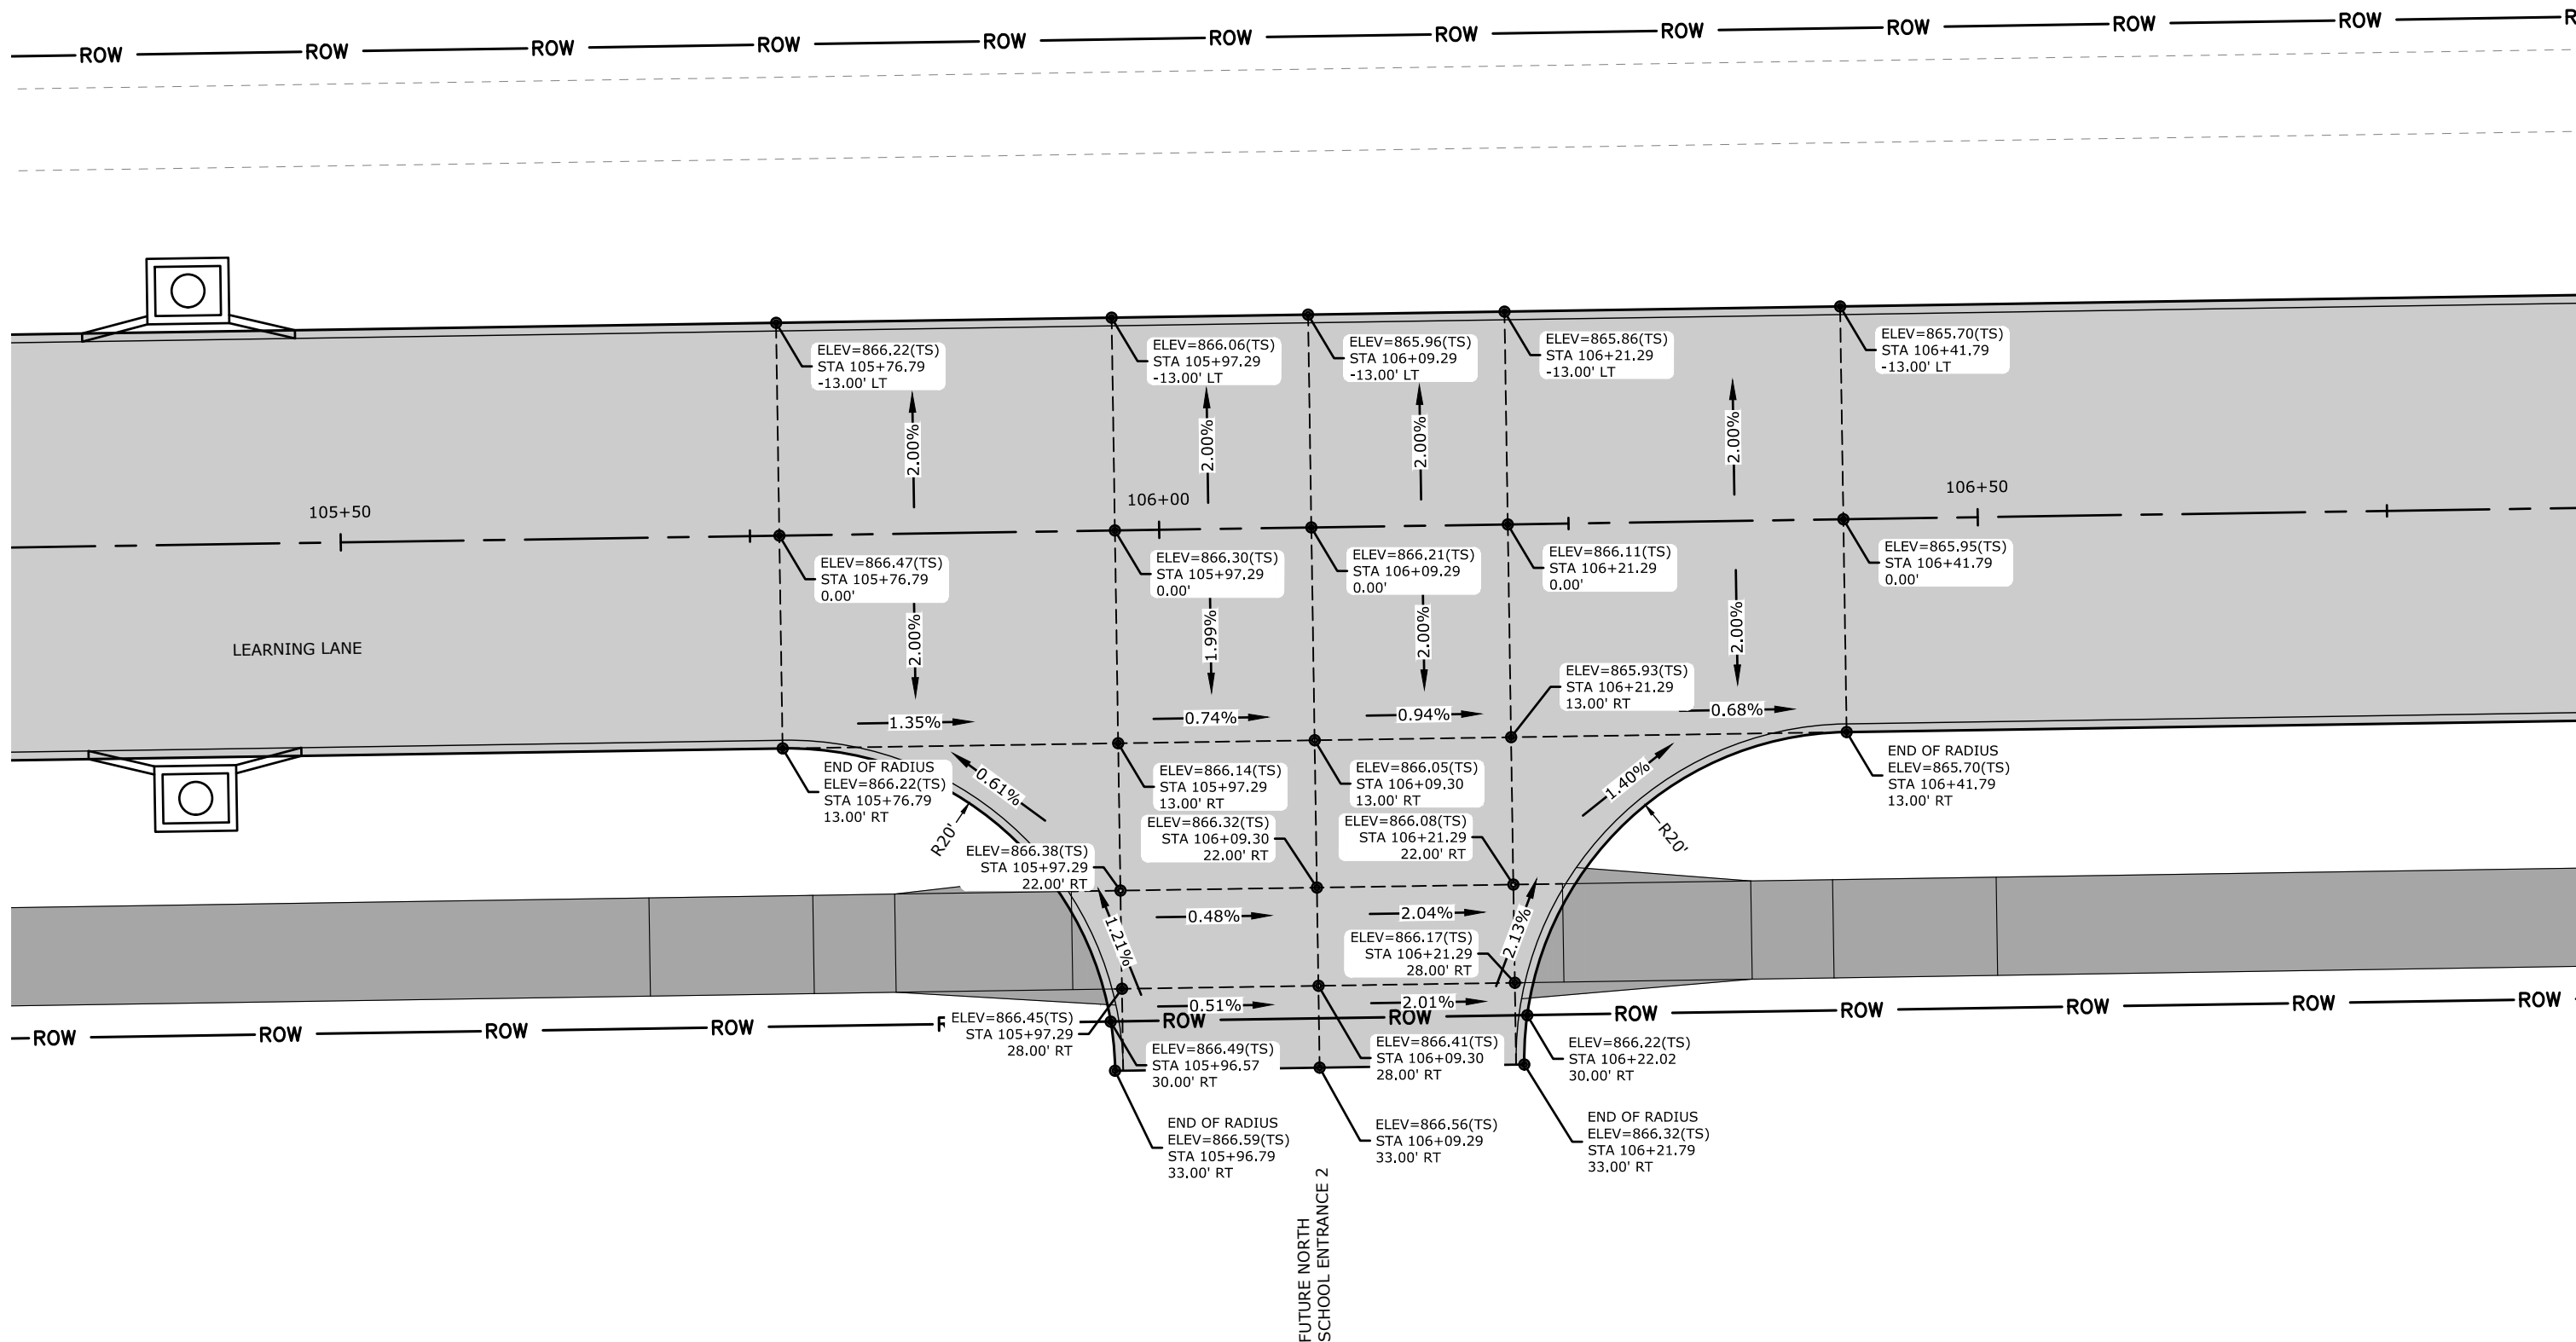 ROW ROW ROW ROW ROW ROW ROW ROW ROW ROW ROW R
ELEV=866.22(TS)
STA 105+76.79
-13.00' LT
ELEV=866.06(TS)
STA 105+97.29
-13.00' LT
ELEV=865.96(TS)
STA 106+09.29
-13.00' LT
ELEV=865.86(TS)
STA 106+21.29
-13.00' LT
ELEV=865.70(TS)
STA 106+41.79
-13.00' LT
2.00%
2.00%
2.00%
2.00%
105+50
106+00
106+50
ELEV=866.47(TS)
STA 105+76.79
0.00'
ELEV=866.30(TS)
STA 105+97.29
0.00'
ELEV=866.21(TS)
STA 106+09.29
0.00'
ELEV=866.11(TS)
STA 106+21.29
0.00'
ELEV=865.95(TS)
STA 106+41.79
0.00'
LEARNING LANE
2.00%
1.99%
2.00%
2.00%
ELEV=865.93(TS)
STA 106+21.29
13.00' RT
1.35%
0.74%
0.94%
0.68%
END OF RADIUS
ELEV=866.22(TS)
STA 105+76.79
13.00' RT
0.61%
R20'
ELEV=866.14(TS)
STA 105+97.29
13.00' RT
ELEV=866.05(TS)
STA 106+09.30
13.00' RT
1.40%
R20'
END OF RADIUS
ELEV=865.70(TS)
STA 106+41.79
13.00' RT
ELEV=866.38(TS)
STA 105+97.29
22.00' RT
ELEV=866.32(TS)
STA 106+09.30
22.00' RT
ELEV=866.08(TS)
STA 106+21.29
22.00' RT
1.21%
0.48%
2.04%
2.13%
ELEV=866.17(TS)
STA 106+21.29
28.00' RT
0.51%
2.01%
ROW ROW ROW ROW R ROW ROW ROW ROW ROW ROW ROW
ELEV=866.45(TS)
STA 105+97.29
28.00' RT
ELEV=866.49(TS)
STA 105+96.57
30.00' RT
ELEV=866.41(TS)
STA 106+09.30
28.00' RT
ELEV=866.22(TS)
STA 106+22.02
30.00' RT
END OF RADIUS
ELEV=866.59(TS)
STA 105+96.79
33.00' RT
ELEV=866.56(TS)
STA 106+09.29
33.00' RT
END OF RADIUS
ELEV=866.32(TS)
STA 106+21.79
33.00' RT
FUTURE NORTH
SCHOOL ENTRANCE 2